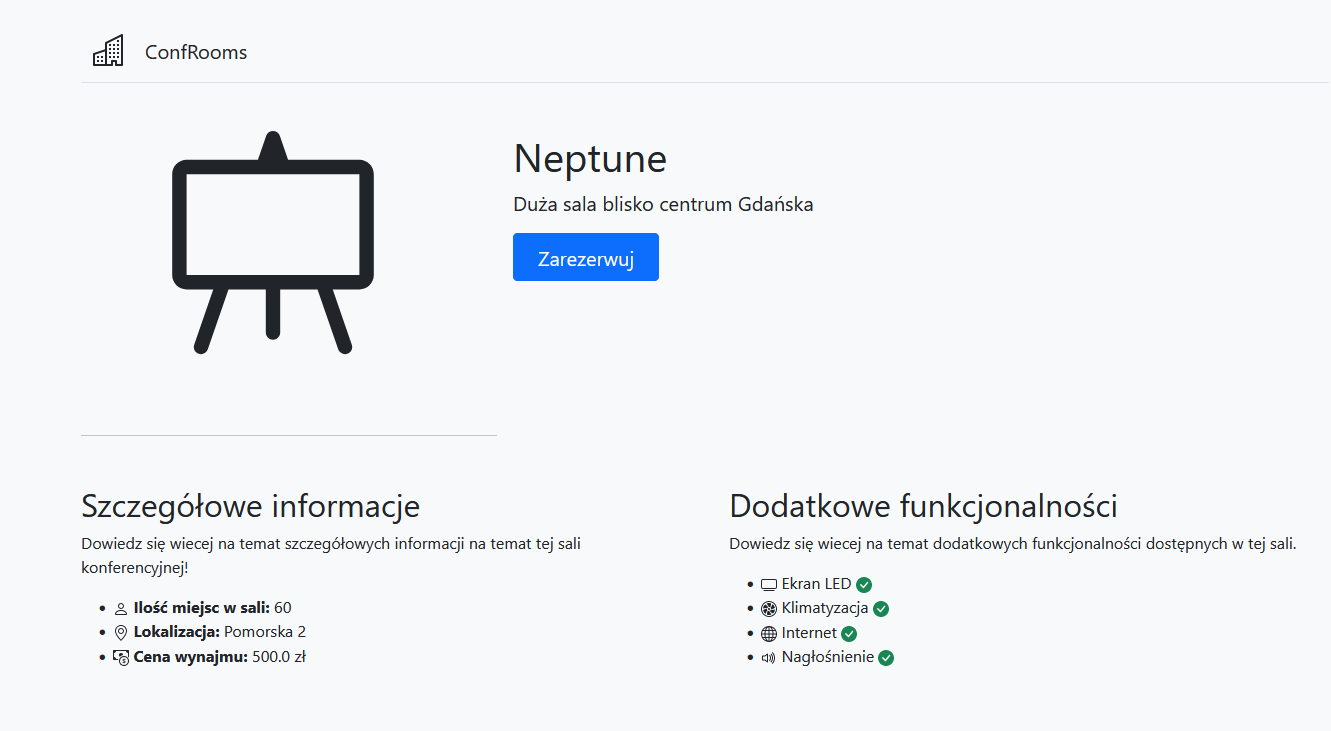 ConfRooms
Neptune
Duża sala blisko centrum Gdańska
Zarezerwuj
Szczegółowe informacje
Dowiedz się wiecej na temat szczegółowych informacji na temat tej sali
konferencyjnej!
Ilość miejsc w sali: 60
Lokalizacja: Pomorska 2
Cena wynajmu: 500.0 zł
Dodatkowe funkcjonalności
Dowiedz się wiecej na temat dodatkowych funkcjonalności dostępnych w tej sali.
Ekran LED
Klimatyzacja
Internet
Nagłośnienie